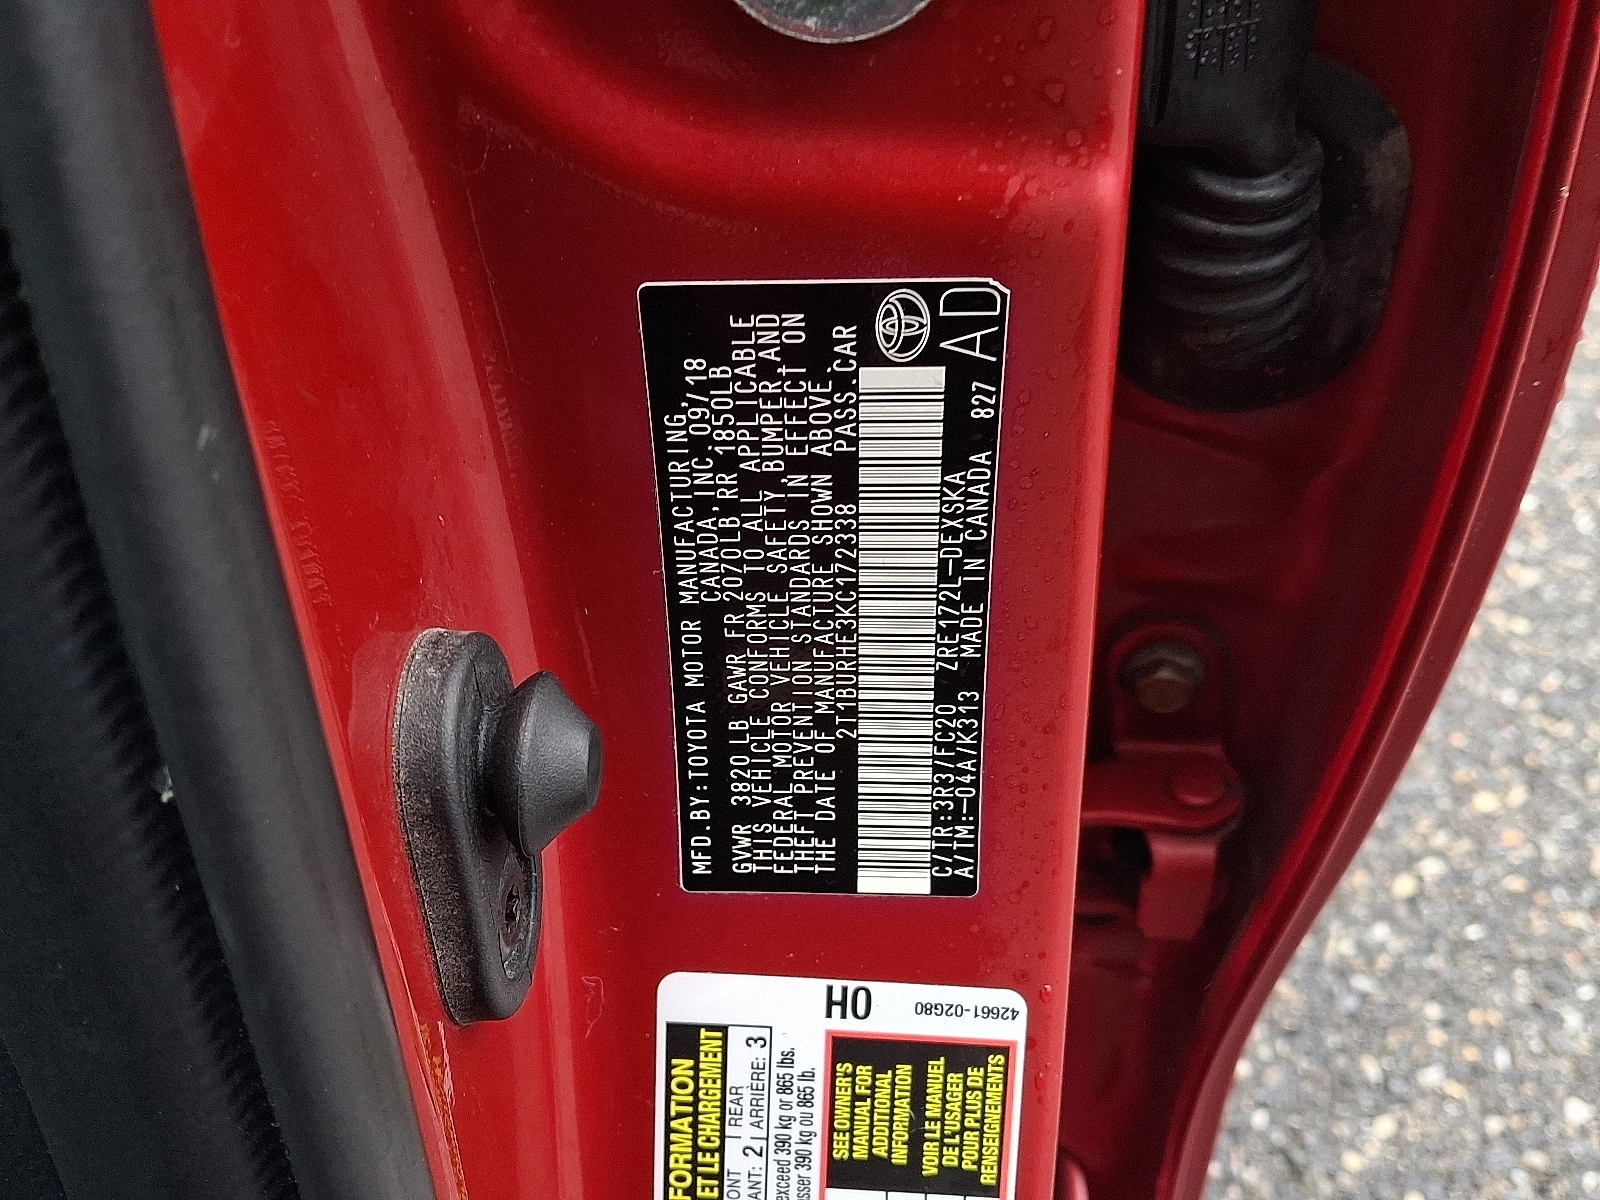 MFD.BY:TOYOTA MOTOR MANUFACTURING,
CANADA, INC. 09/18
GVWR 3820 LB GAWR FR 2070LB, RR 1850LB
THIS VEHICLE CONFORMS TO ALL APPLICABLE
FEDERAL MOTOR VEHICLE SAFETY, BUMPER, AND
THEFT PREVENTION STANDARDS IN EFFECT ON
THE DATE OF MANUFACTURE SHOWN ABOVE.
2T1BURHE3KC172338 PASS.CAR
C/TR:3R3/FC20 ZRE172L-DEXSKA
A/TM:-04A/K313 MADE IN CANADA 827 AD
0H
42661-02G80
FORMATION
ET LE CHARGEMENT
ONT REAR
ANT: 2 ARRIÈRE: 3
exceed 390 kg or 865 lbs.
sser 390 kg ou 865 lb.
SEE OWNER'S
MANUAL FOR
ADDITIONAL
INFORMATION
VOIR LE MANUEL
DE L'USAGER
POUR PLUS DE
RENSEIGNEMENTS